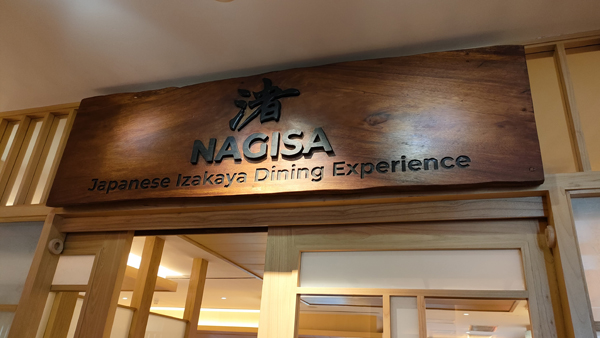 渚
NAGISA
Japanese Izakaya Dining Experience